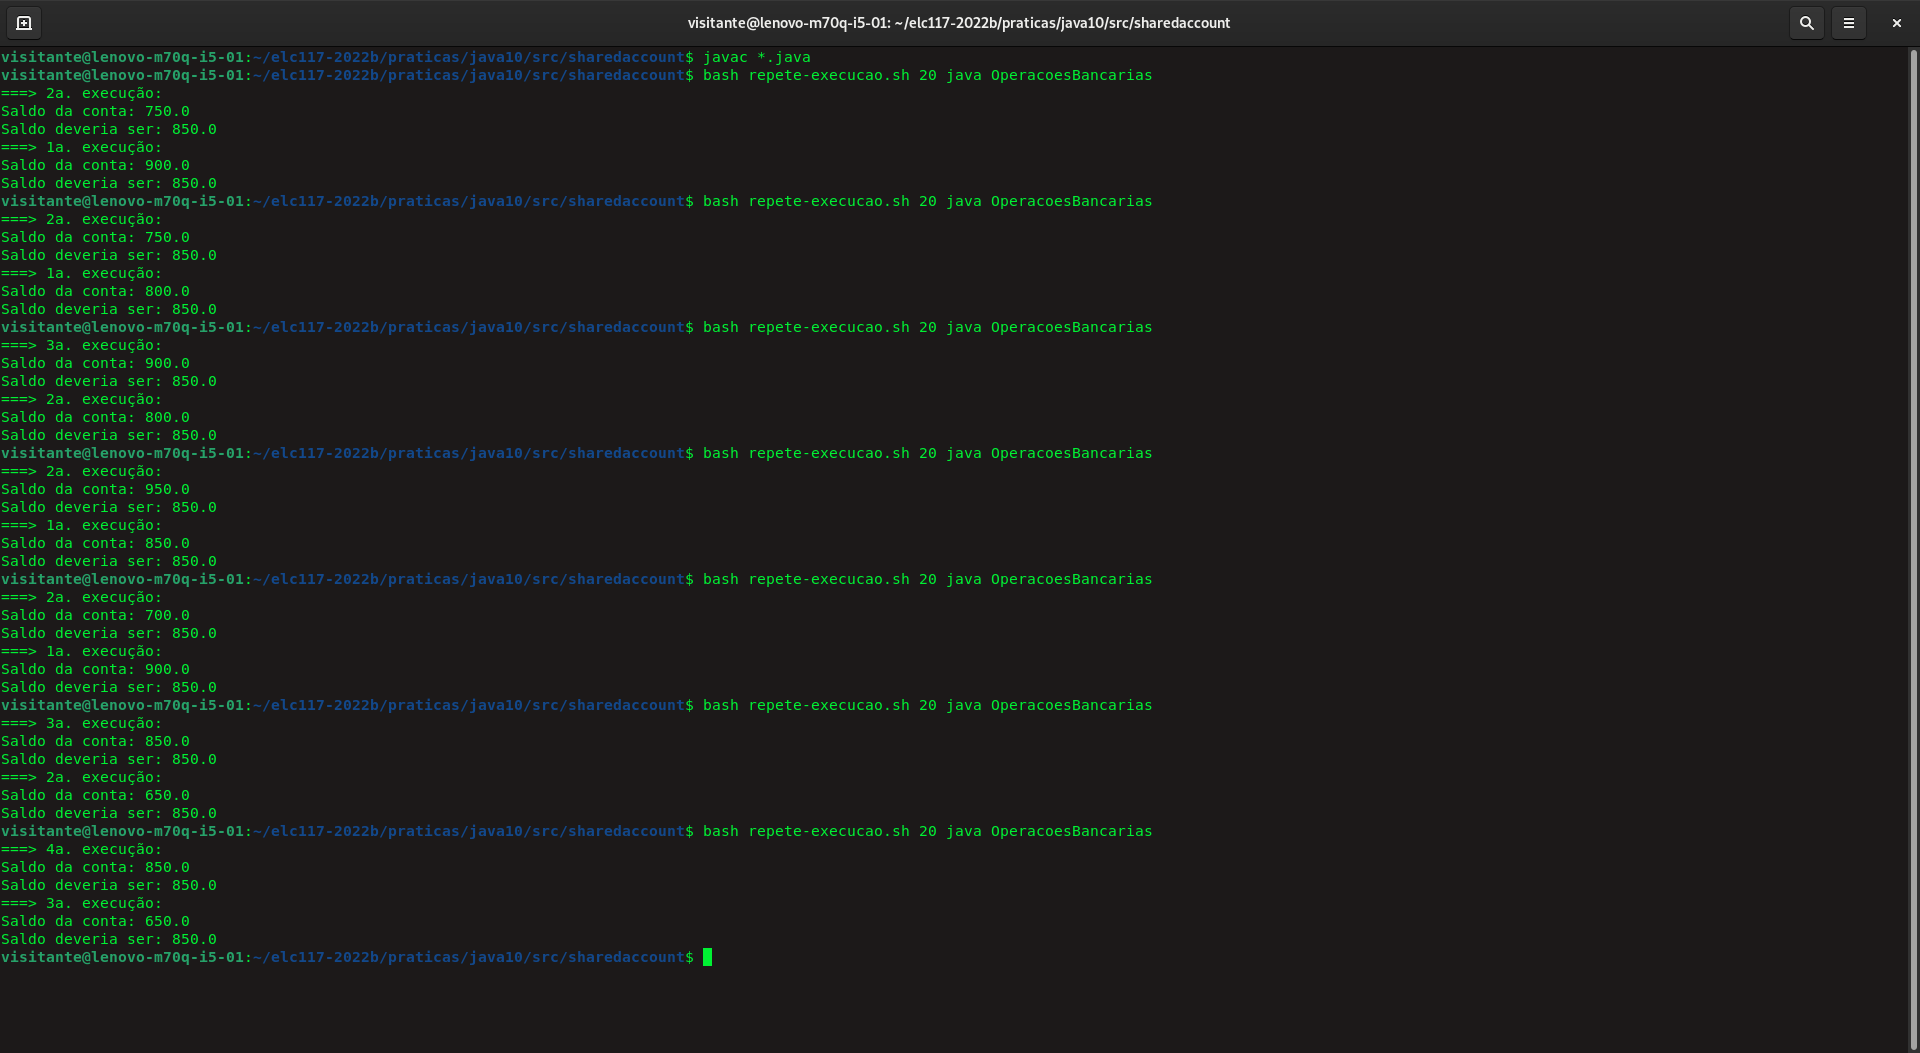 visitante@lenovo-m70q-i5-01: ~/elc117-2022b/praticas/java10/src/sharedaccount
visitante@lenovo-m70q-i5-01:~/elc117-2022b/praticas/java10/src/sharedaccount$ javac *.java
visitante@lenovo-m70q-i5-01:~/elc117-2022b/praticas/java10/src/sharedaccount$ bash repete-execucao.sh 20 java OperacoesBancarias
===> 2a. execução:
Saldo da conta: 750.0
Saldo deveria ser: 850.0
===> 1a. execução:
Saldo da conta: 900.0
Saldo deveria ser: 850.0
visitante@lenovo-m70q-i5-01:~/elc117-2022b/praticas/java10/src/sharedaccount$ bash repete-execucao.sh 20 java OperacoesBancarias
===> 2a. execução:
Saldo da conta: 750.0
Saldo deveria ser: 850.0
===> 1a. execução:
Saldo da conta: 800.0
Saldo deveria ser: 850.0
visitante@lenovo-m70q-i5-01:~/elc117-2022b/praticas/java10/src/sharedaccount$ bash repete-execucao.sh 20 java OperacoesBancarias
===> 3a. execução:
Saldo da conta: 900.0
Saldo deveria ser: 850.0
===> 2a. execução:
Saldo da conta: 800.0
Saldo deveria ser: 850.0
visitante@lenovo-m70q-i5-01:~/elc117-2022b/praticas/java10/src/sharedaccount$ bash repete-execucao.sh 20 java OperacoesBancarias
===> 2a. execução:
Saldo da conta: 950.0
Saldo deveria ser: 850.0
===> 1a. execução:
Saldo da conta: 850.0
Saldo deveria ser: 850.0
visitante@lenovo-m70q-i5-01:~/elc117-2022b/praticas/java10/src/sharedaccount$ bash repete-execucao.sh 20 java OperacoesBancarias
===> 2a. execução:
Saldo da conta: 700.0
Saldo deveria ser: 850.0
===> 1a. execução:
Saldo da conta: 900.0
Saldo deveria ser: 850.0
visitante@lenovo-m70q-i5-01:~/elc117-2022b/praticas/java10/src/sharedaccount$ bash repete-execucao.sh 20 java OperacoesBancarias
===> 3a. execução:
Saldo da conta: 850.0
Saldo deveria ser: 850.0
===> 2a. execução:
Saldo da conta: 650.0
Saldo deveria ser: 850.0
visitante@lenovo-m70q-i5-01:~/elc117-2022b/praticas/java10/src/sharedaccount$ bash repete-execucao.sh 20 java OperacoesBancarias
===> 4a. execução:
Saldo da conta: 850.0
Saldo deveria ser: 850.0
===> 3a. execução:
Saldo da conta: 650.0
Saldo deveria ser: 850.0
visitante@lenovo-m70q-i5-01:~/elc117-2022b/praticas/java10/src/sharedaccount$